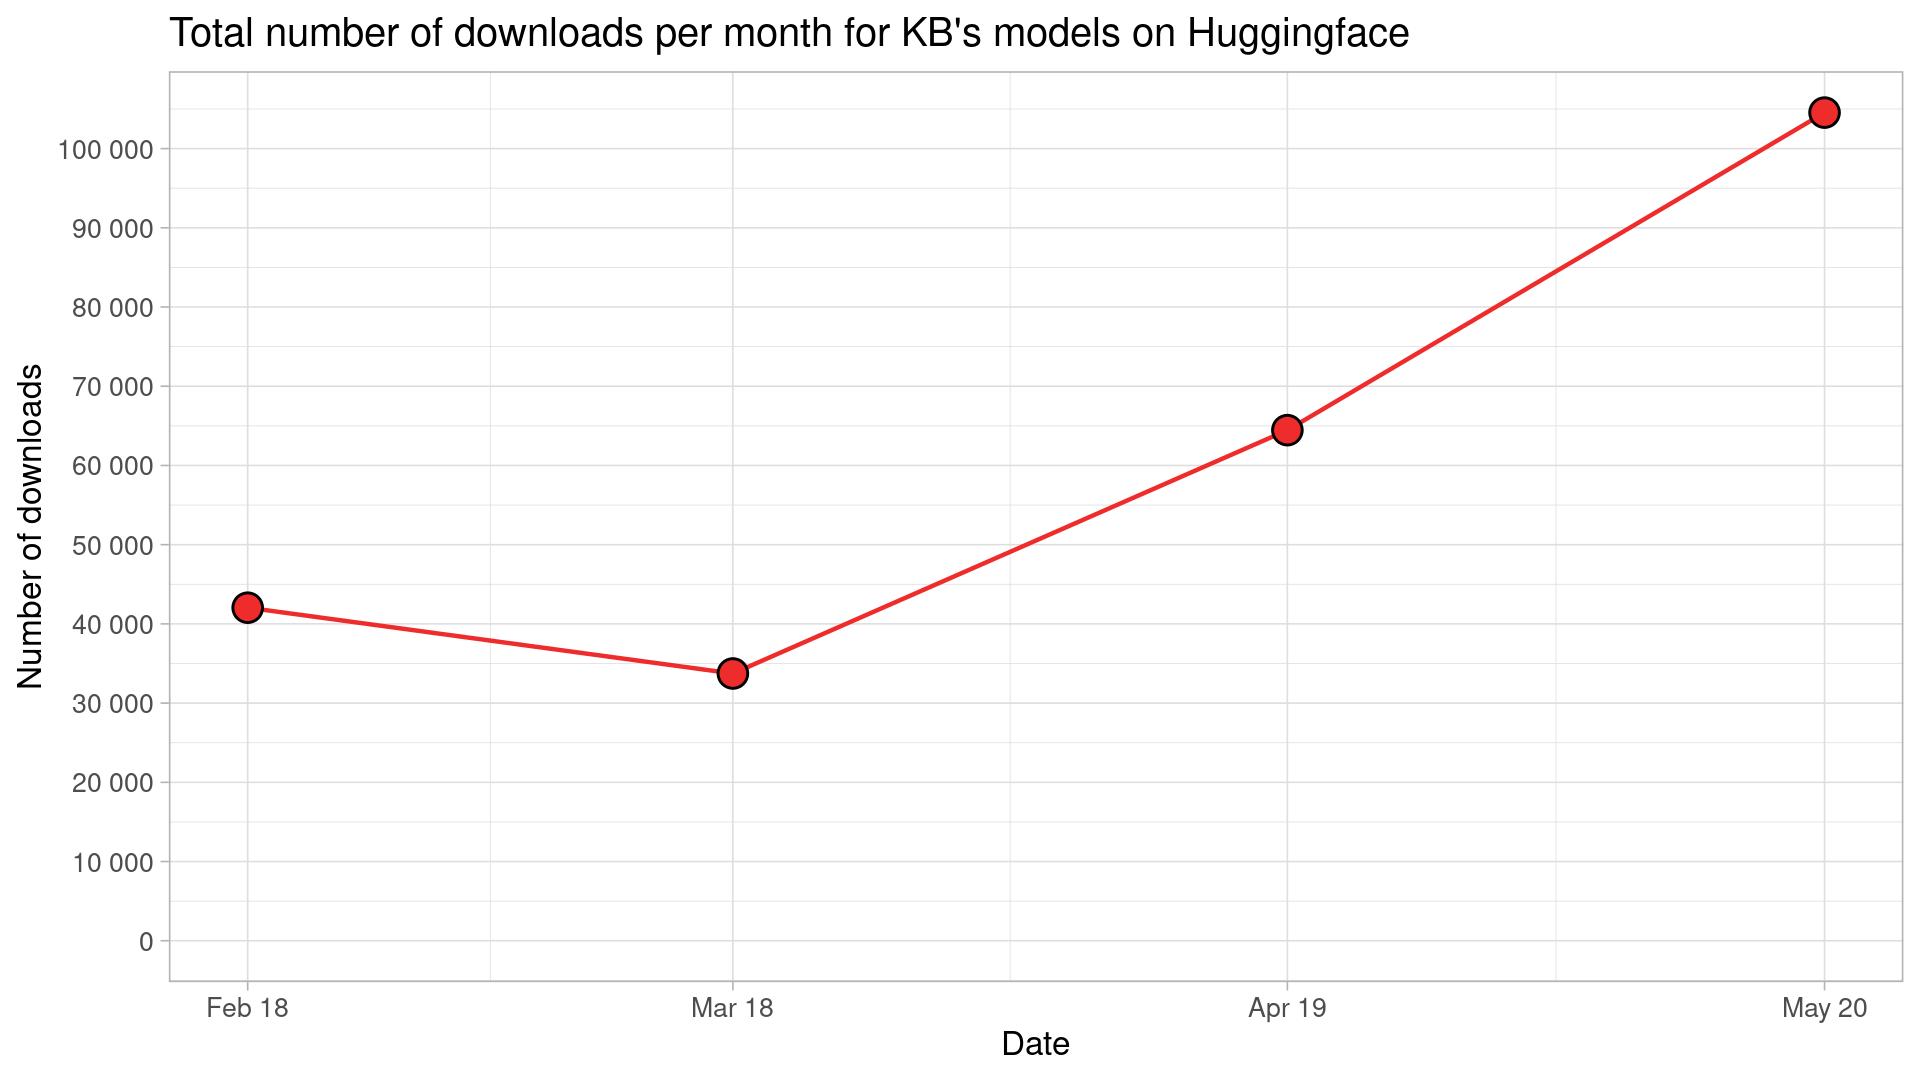 Total number of downloads per month for KB's models on Huggingface
Number of downloads
100 000
90 000
80 000
70 000
60 000
50 000
40 000
30 000
20 000
10 000
0
Feb 18
Mar 18
Apr 19
May 20
Date